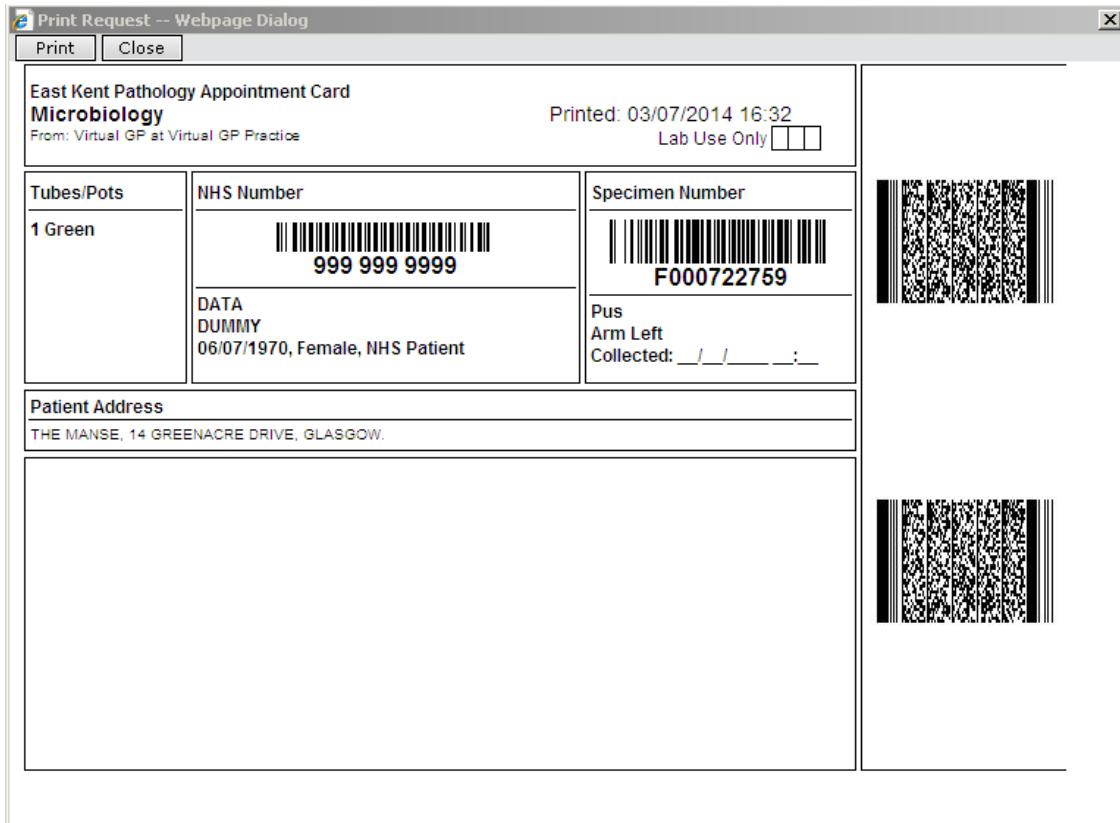 Print Request -- Webpage Dialog
Print Close
East Kent Pathology Appointment Card
Microbiology
Printed: 03/07/2014 16:32
From: Virtual GP at Virtual GP Practice
Lab Use Only
Tubes/Pots
1 Green
NHS Number
999 999 9999
DATA
DUMMY
06/07/1970, Female, NHS Patient
Specimen Number
F000722759
Pus
Arm Left
Collected: __/__/____ __:__
Patient Address
THE MANSE, 14 GREENACRE DRIVE, GLASGOW.